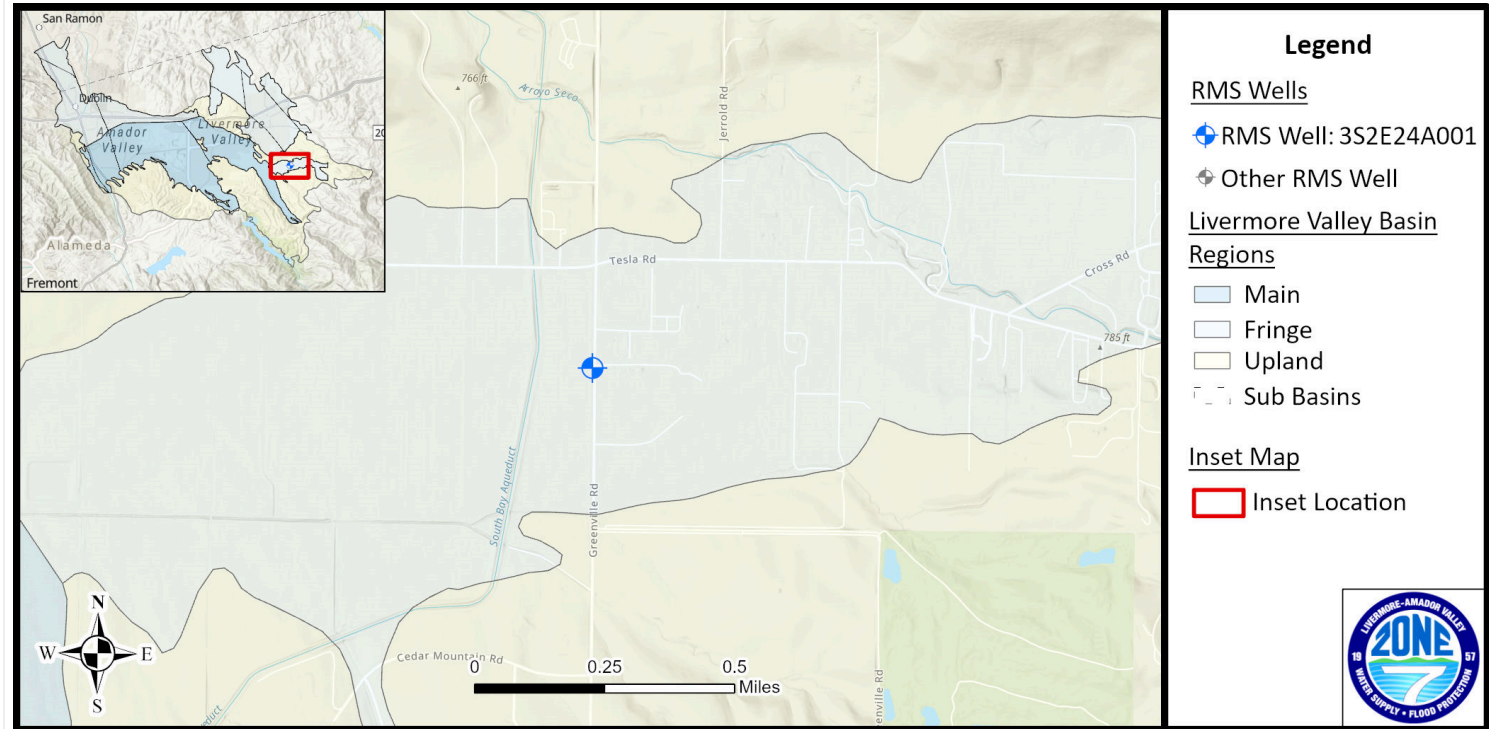 San Ramon
Dublin
Amador
Valley
Livermore
Valley
20
Alameda
Fremont
766 ft
Arroyo Seco
Jerrold Rd
Tesla Rd
Cross Rd
785 ft
South Bay Aqueduct
Greenville Rd
Cedar Mountain Rd
enville Rd
duct
N
W
E
S
0
0.25
0.5
Miles
Legend
RMS Wells
RMS Well: 3S2E24A001
Other RMS Well
Livermore Valley Basin
Regions
Main
Fringe
Upland
Sub Basins
Inset Map
Inset Location
LIVERMORE-AMADOR VALLEY
ZONE
19
57
7
WATER SUPPLY • FLOOD PROTECTION